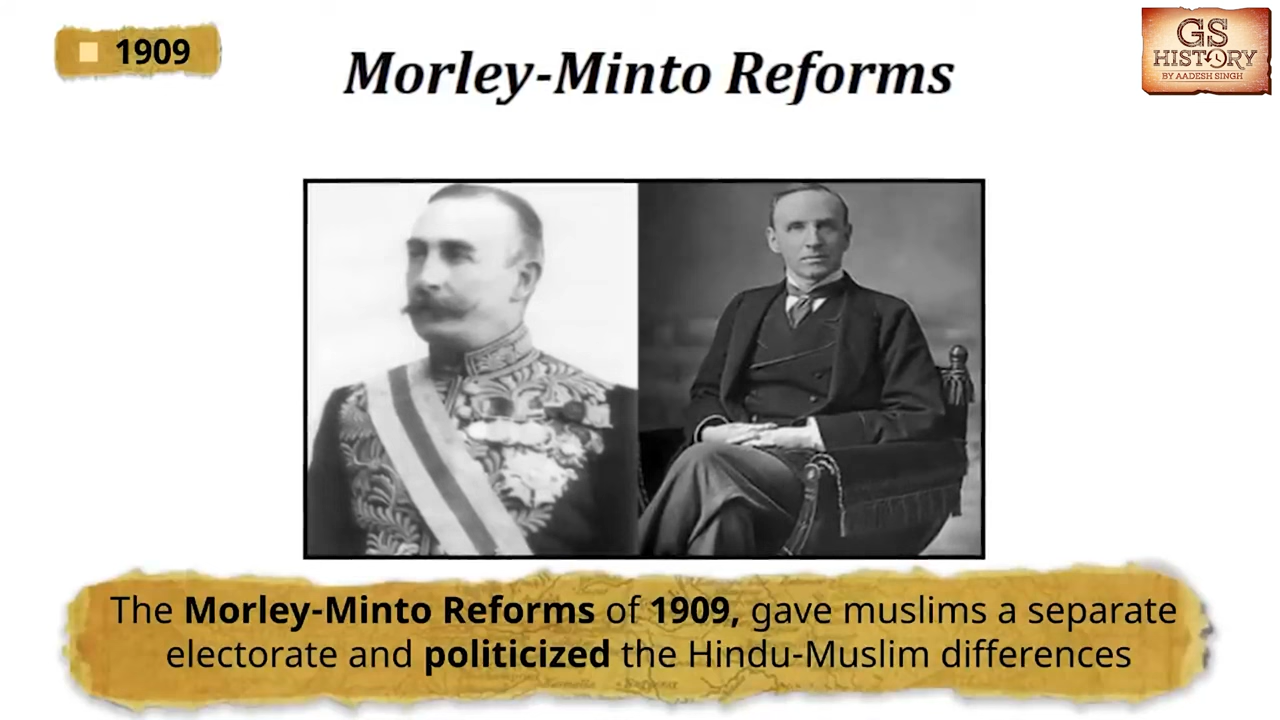 1909
Morley-Minto Reforms
GS
HISTORY
BY AADESH SINGH
The Morley-Minto Reforms of 1909, gave muslims a separate
electorate and politicized the Hindu-Muslim differences